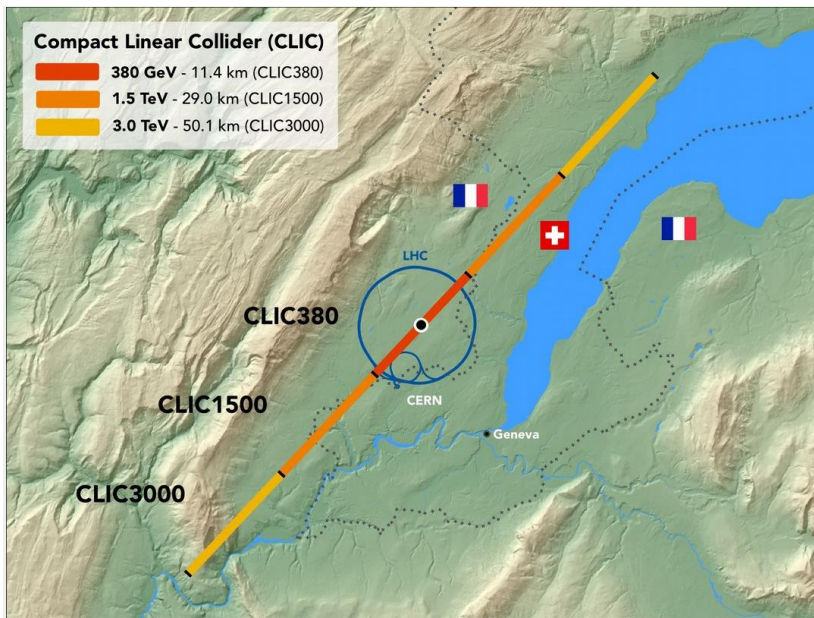 Compact Linear Collider (CLIC)
380 GeV - 11.4 km (CLIC380)
1.5 TeV - 29.0 km (CLIC1500)
3.0 TeV - 50.1 km (CLIC3000)
LHC
CLIC380
CERN
CLIC1500
Geneva
CLIC3000